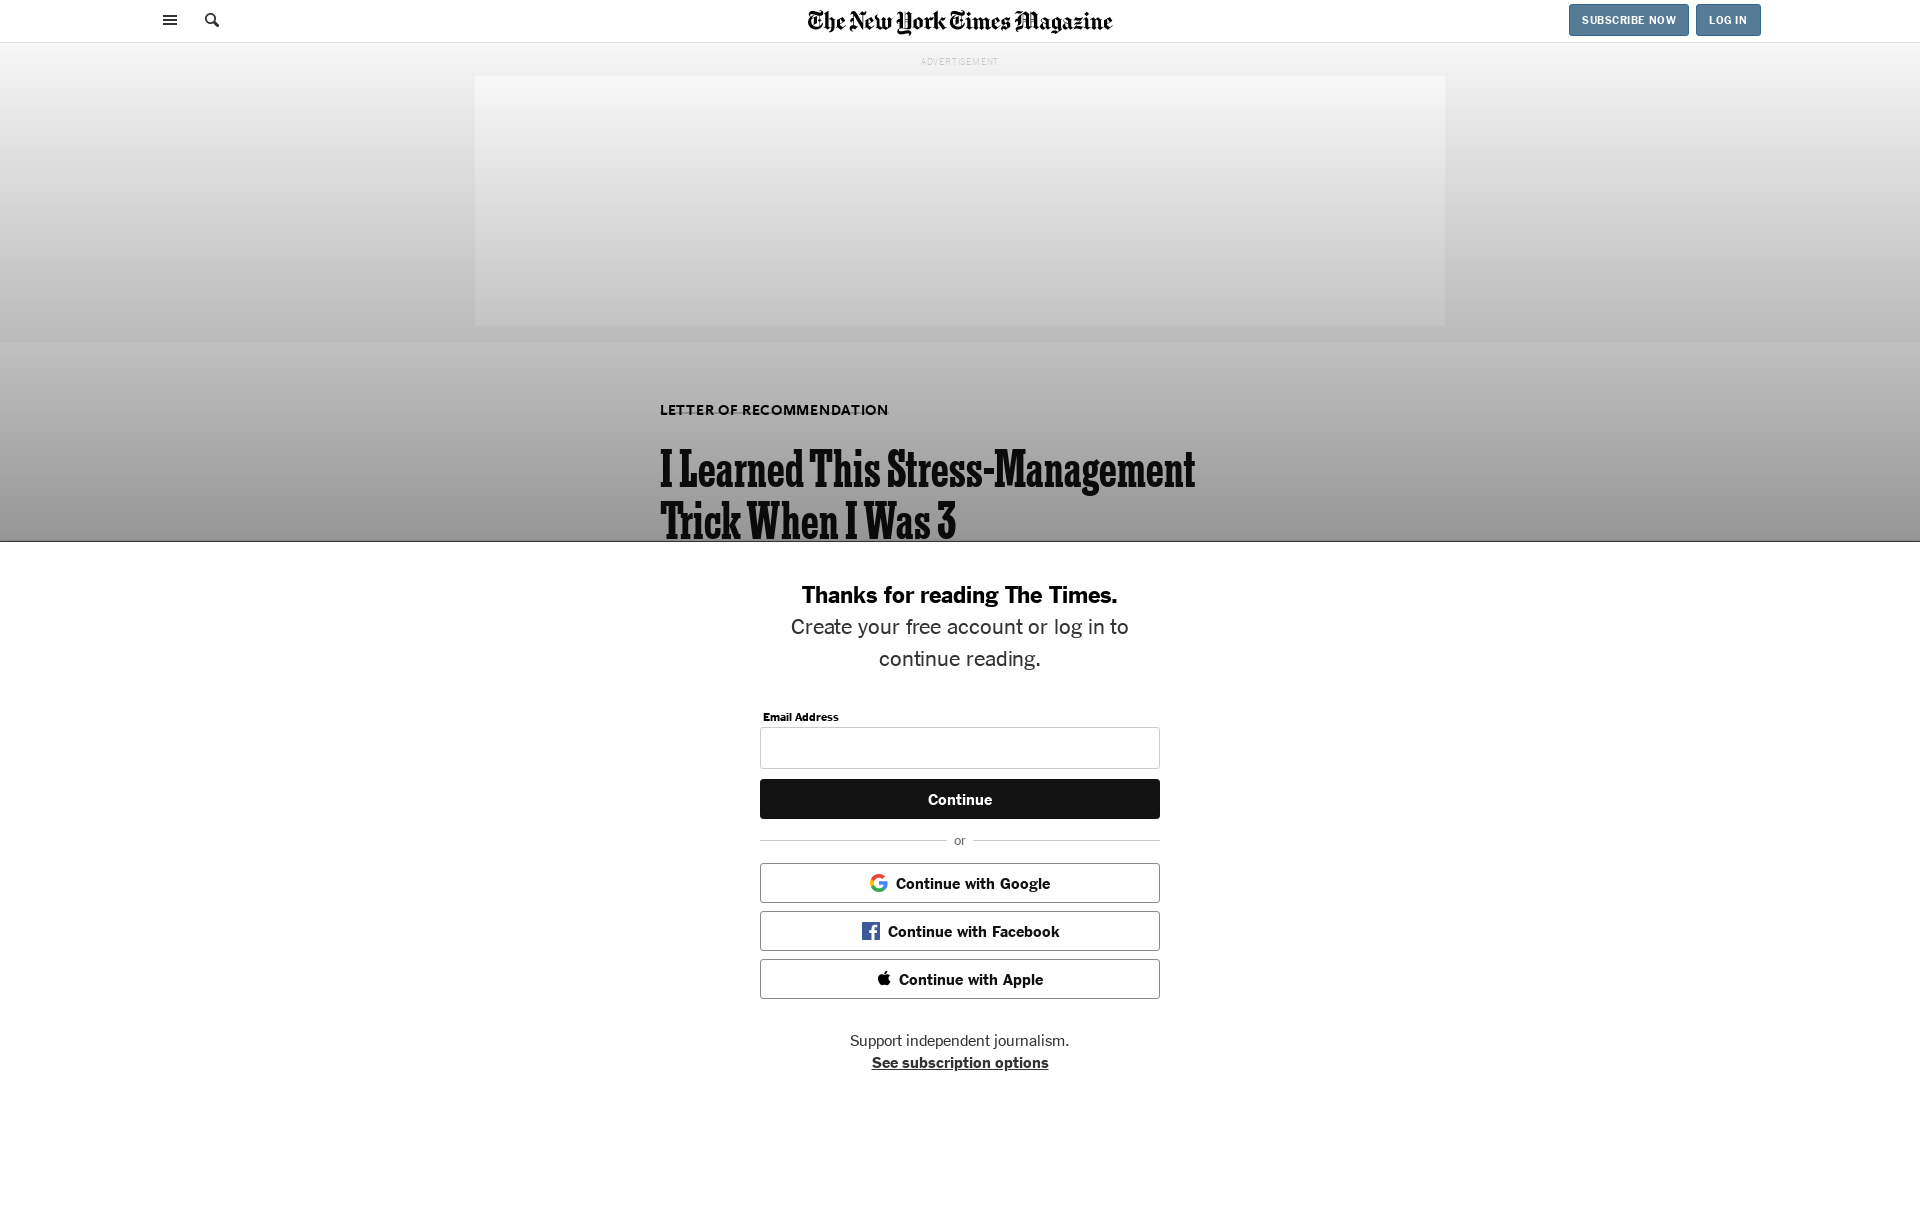 The New York Times Magazine
SUBSCRIBE NOW
LOG IN
ADVERTISEMENT
LETTER OF RECOMMENDATION
I Learned This Stress-Management
Trick When I Was 3
Thanks for reading The Times.
Create your free account or log in to
continue reading.
Email Address
Continue
or
Continue with Google
Continue with Facebook
Continue with Apple
Support independent journalism.
See subscription options